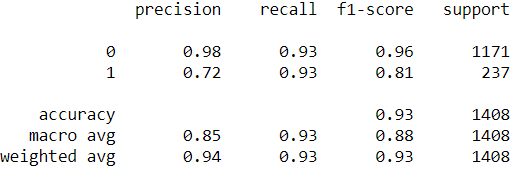 precision recall f1-score support
0 0.98 0.93 0.96 1171
1 0.72 0.93 0.81 237
accuracy 0.93 1408
macro avg 0.85 0.93 0.88 1408
weighted avg 0.94 0.93 0.93 1408